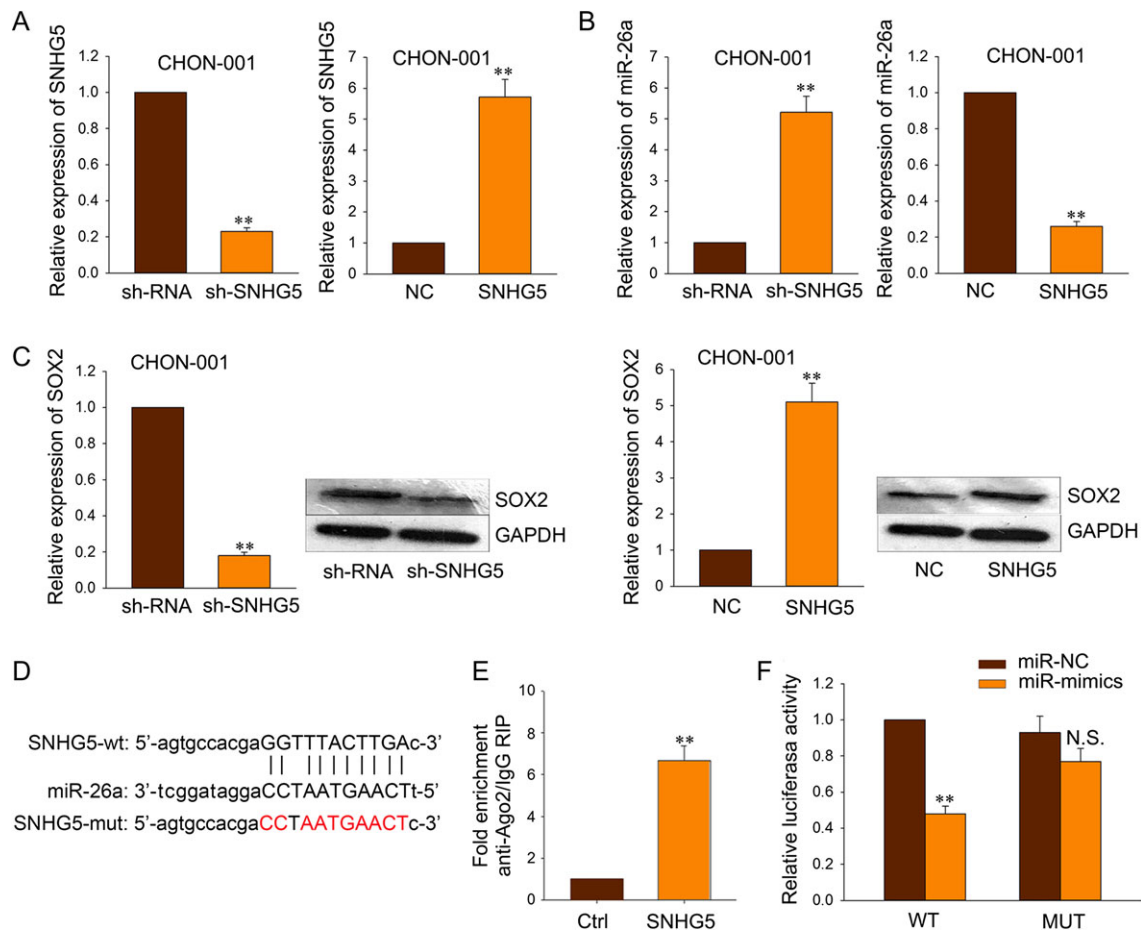 A
Relative expression of SNHG5
1.2
1.0
0.8
0.6
0.4
0.2
0.0
CHON-001
**
sh-RNA sh-SNHG5
Relative expression of SNHG5
7
6
5
4
3
2
1
0
CHON-001
**
NC SNHG5
B
Relative expression of miR-26a
7
6
5
4
3
2
1
0
CHON-001
**
sh-RNA sh-SNHG5
Relative expression of miR-26a
1.2
1.0
0.8
0.6
0.4
0.2
0.0
CHON-001
**
NC SNHG5
C
Relative expression of SOX2
1.2
1.0
0.8
0.6
0.4
0.2
0.0
CHON-001
**
sh-RNA sh-SNHG5
SOX2
GAPDH
sh-RNA sh-SNHG5
Relative expression of SOX2
6
5
4
3
2
1
0
CHON-001
**
NC SNHG5
SOX2
GAPDH
NC SNHG5
D
SNHG5-wt: 5’-agtgccacgaGGTTTACTTGAc-3’
miR-26a: 3’-tcggataggaCCTAATGAACTt-5’
SNHG5-mut: 5’-agtgccacgaCCTAATGAACTc-3’
E
Fold enrichment
anti-Ago2/IgG RIP
10
8
6
4
2
0
**
Ctrl SNHG5
F
miR-NC
miR-mimics
Relative luciferasa activity
1.2
1.0
0.8
0.6
0.4
0.2
0.0
**
N.S.
WT MUT